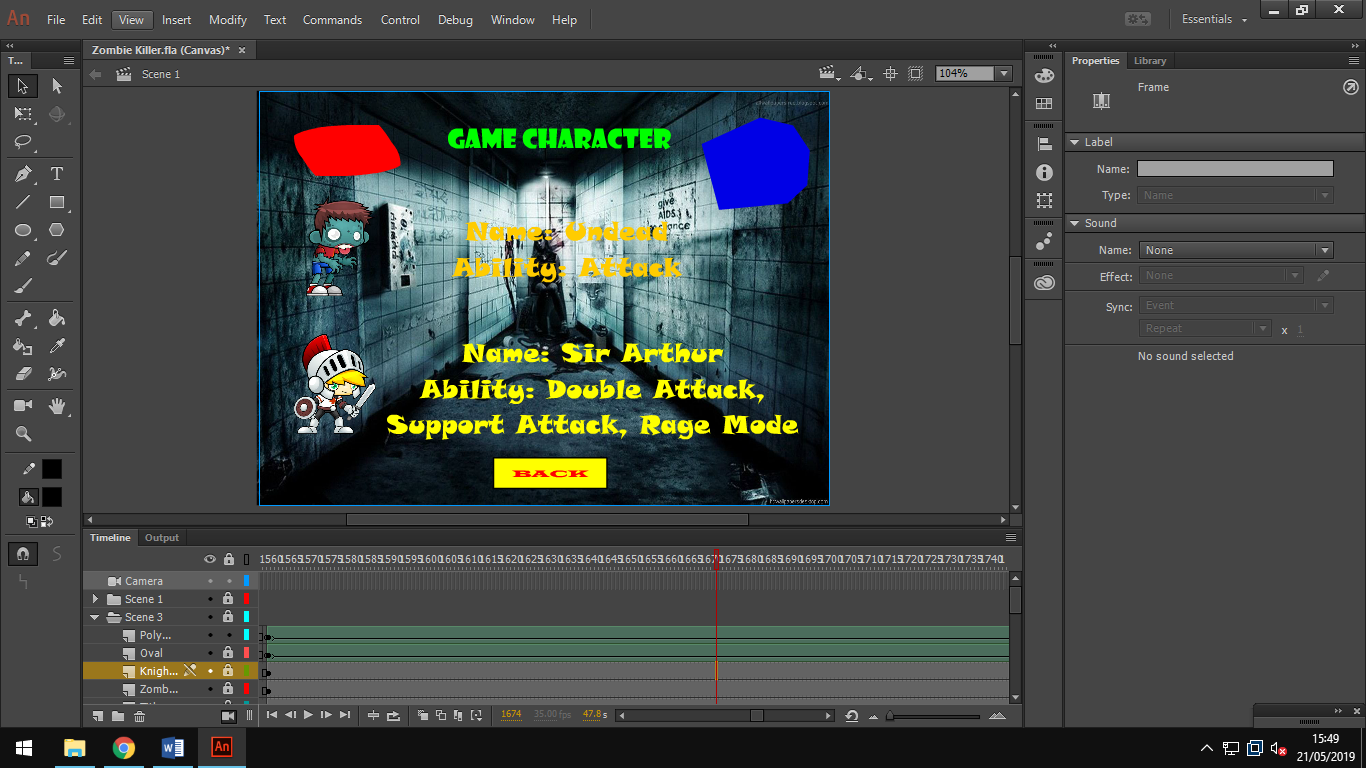 An File Edit View Insert Modify Text Commands Control Debug Window Help Essentials
Zombie Killer.fla (Canvas)* ×
T... Properties Library
Scene 1 104%
Frame
GAME CHARACTER
give
AIDS
Label
Name:
Type: Name
Name: Undead
Ability: Attack
Sound
Name: None
Effect: None
Sync: Event
Repeat x 1
No sound selected
Name: Sir Arthur
Ability: Double Attack,
Support Attack, Rage Mode
BACK
Timeline Output
1560 1565 1570 1575 1580 1585 1590 1595 1600 1605 1610 1615 1620 1625 1630 1635 1640 1645 1650 1655 1660 1665 1670 1675 1680 1685 1690 1695 1700 1705 1710 1715 1720 1725 1730 1735 1740
Camera
Scene 1
Scene 3
Poly...
Oval
Knigh...
Zomb...
1674 35.00 fps 47.8 s
An
15:49
21/05/2019